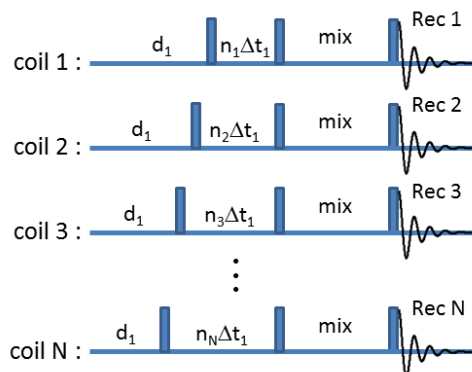 d₁ n₁Δt₁ mix Rec 1
coil 1 :
d₁ n₂Δt₁ mix Rec 2
coil 2 :
d₁ n₃Δt₁ mix Rec 3
coil 3 :
d₁ n_NΔt₁ mix Rec N
coil N :